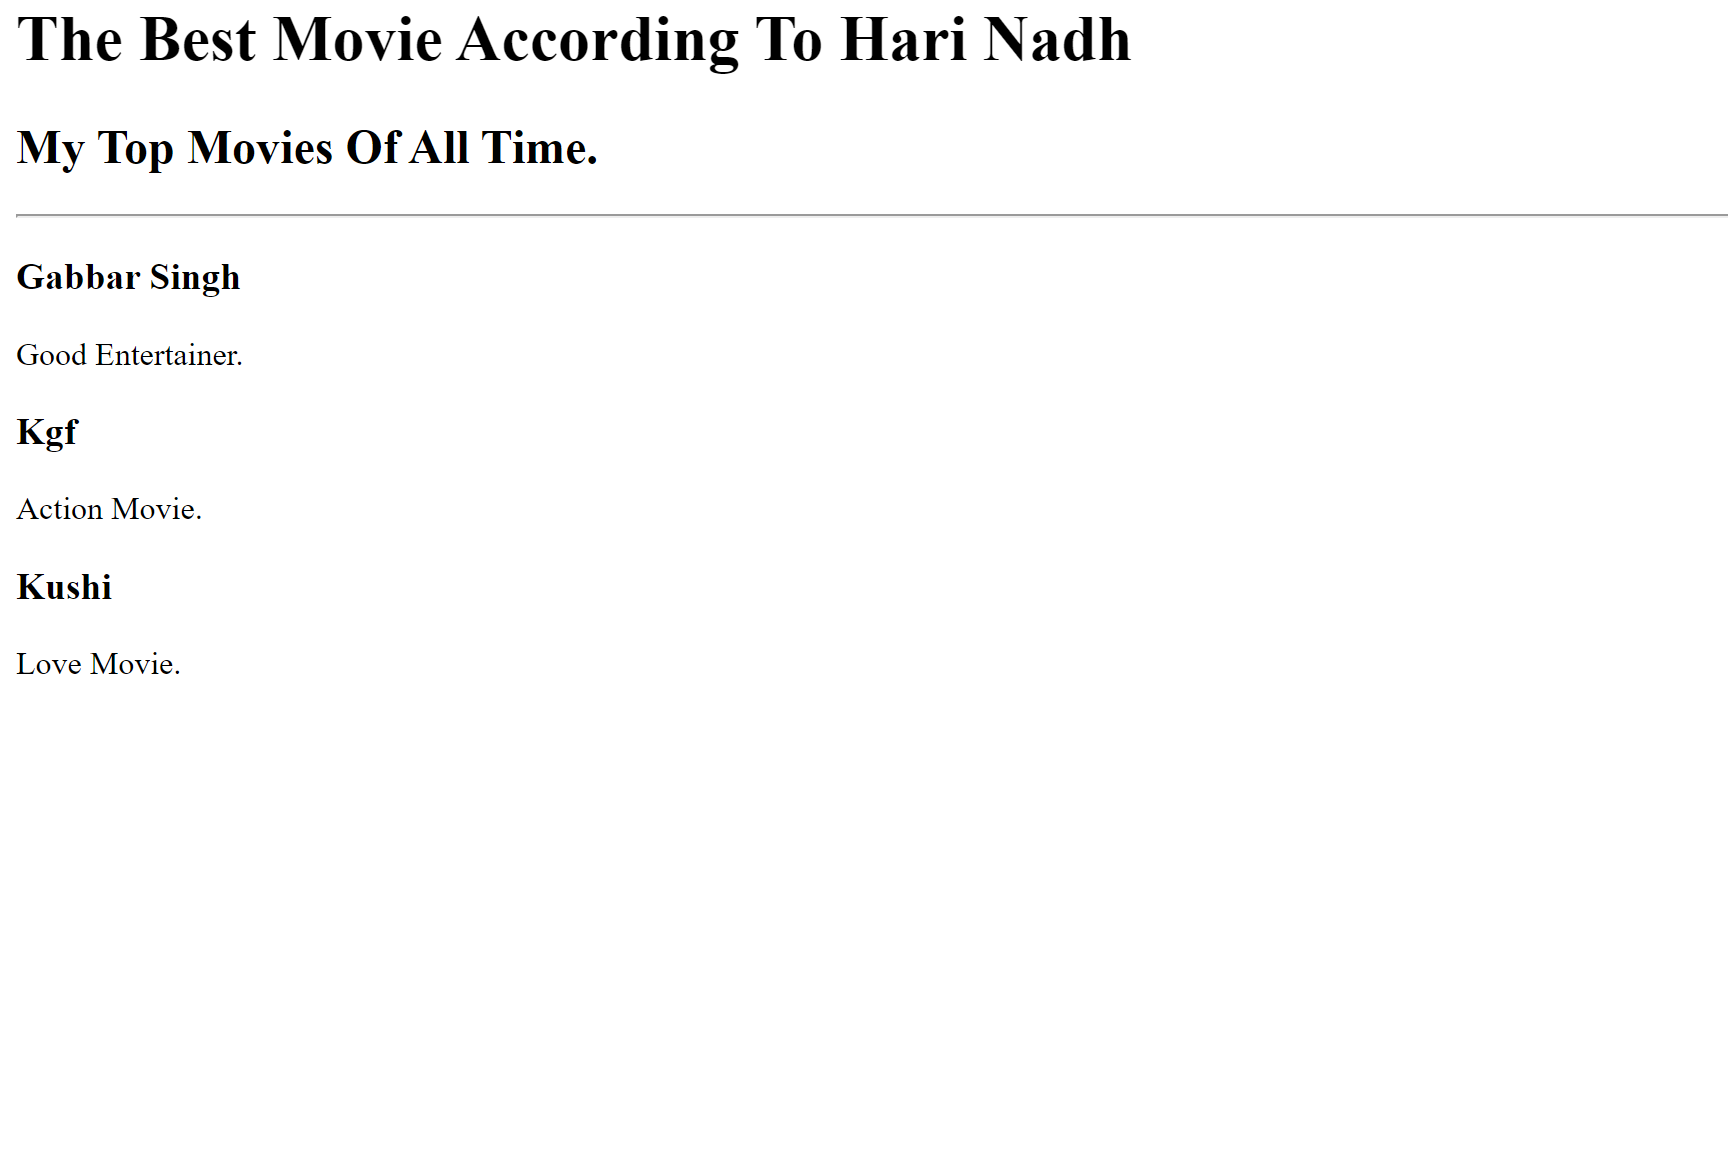 The Best Movie According To Hari Nadh
My Top Movies Of All Time.
Gabbar Singh
Good Entertainer.
Kgf
Action Movie.
Kushi
Love Movie.